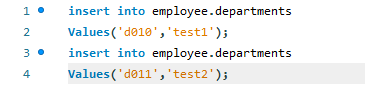 1 insert into employee.departments
2 Values('d010','test1');
3 insert into employee.departments
4 Values('d011','test2');